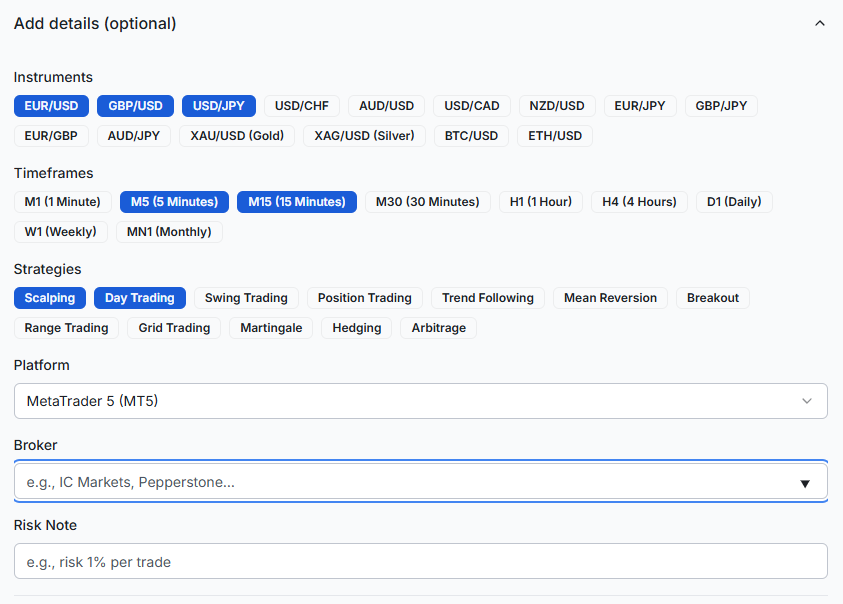 Add details (optional)
Instruments
EUR/USD GBP/USD USD/JPY USD/CHF AUD/USD USD/CAD NZD/USD EUR/JPY GBP/JPY
EUR/GBP AUD/JPY XAU/USD (Gold) XAG/USD (Silver) BTC/USD ETH/USD
Timeframes
M1 (1 Minute) M5 (5 Minutes) M15 (15 Minutes) M30 (30 Minutes) H1 (1 Hour) H4 (4 Hours) D1 (Daily)
W1 (Weekly) MN1 (Monthly)
Strategies
Scalping Day Trading Swing Trading Position Trading Trend Following Mean Reversion Breakout
Range Trading Grid Trading Martingale Hedging Arbitrage
Platform
MetaTrader 5 (MT5)
Broker
e.g., IC Markets, Pepperstone...
Risk Note
e.g., risk 1% per trade